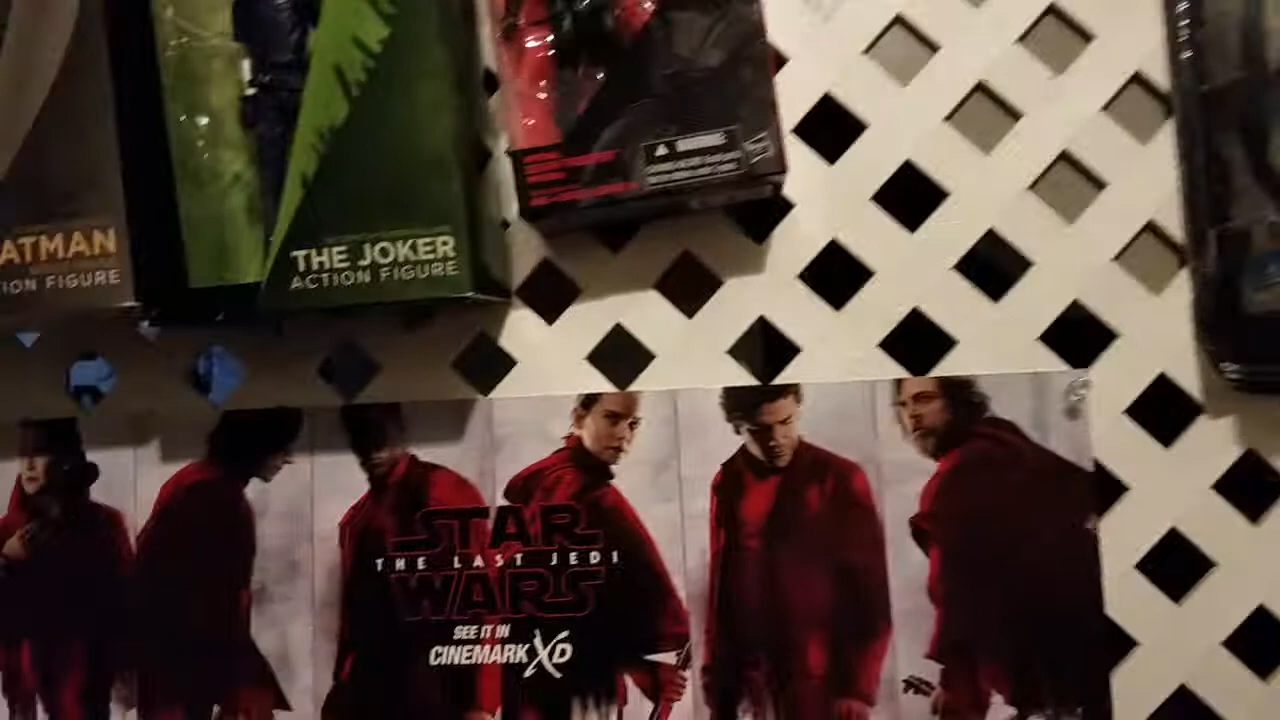 ATMAN
ION FIGURE
THE JOKER
ACTION FIGURE
WARNING
STAR
THE LAST JEDI
WARS
SEE IT IN
CINEMARK XD